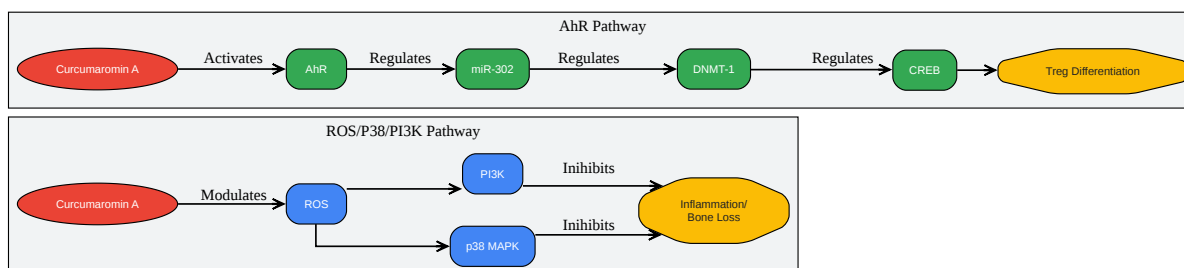 AhR Pathway
Curcumaromin A
Activates
AhR
Regulates
miR-302
Regulates
DNMT-1
Regulates
CREB
Treg Differentiation
ROS/P38/PI3K Pathway
Curcumaromin A
Modulates
ROS
PI3K
Inihibits
p38 MAPK
Inihibits
Inflammation/
Bone Loss